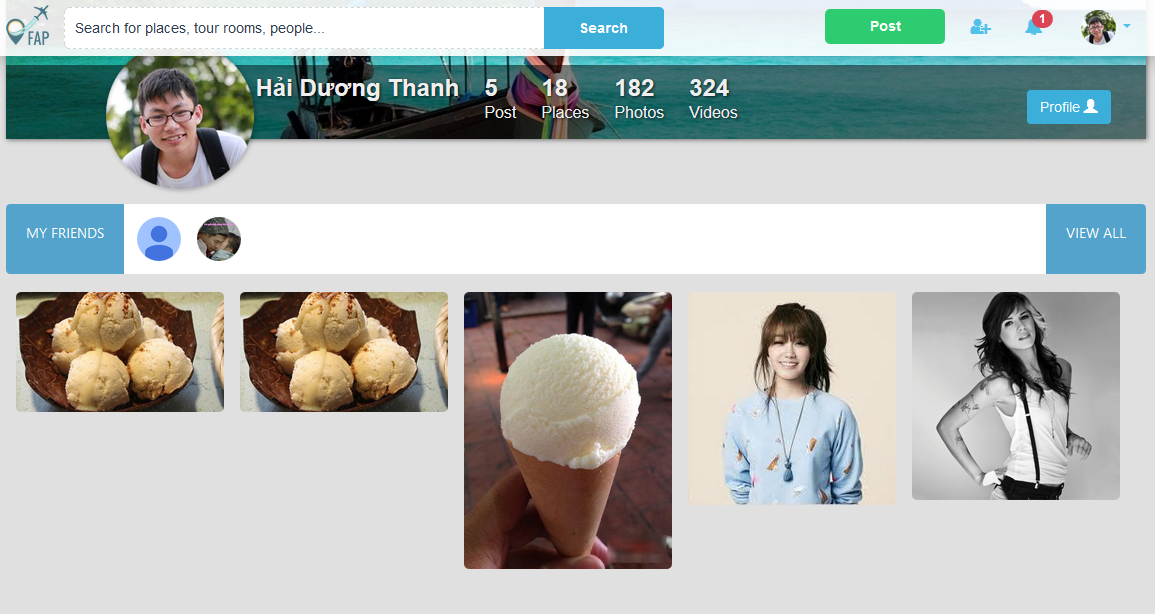 FAP
Search for places, tour rooms, people...
Search
Post
1
Hải Dương Thanh
5
Post
18
Places
182
Photos
324
Videos
Profile
MY FRIENDS
VIEW ALL